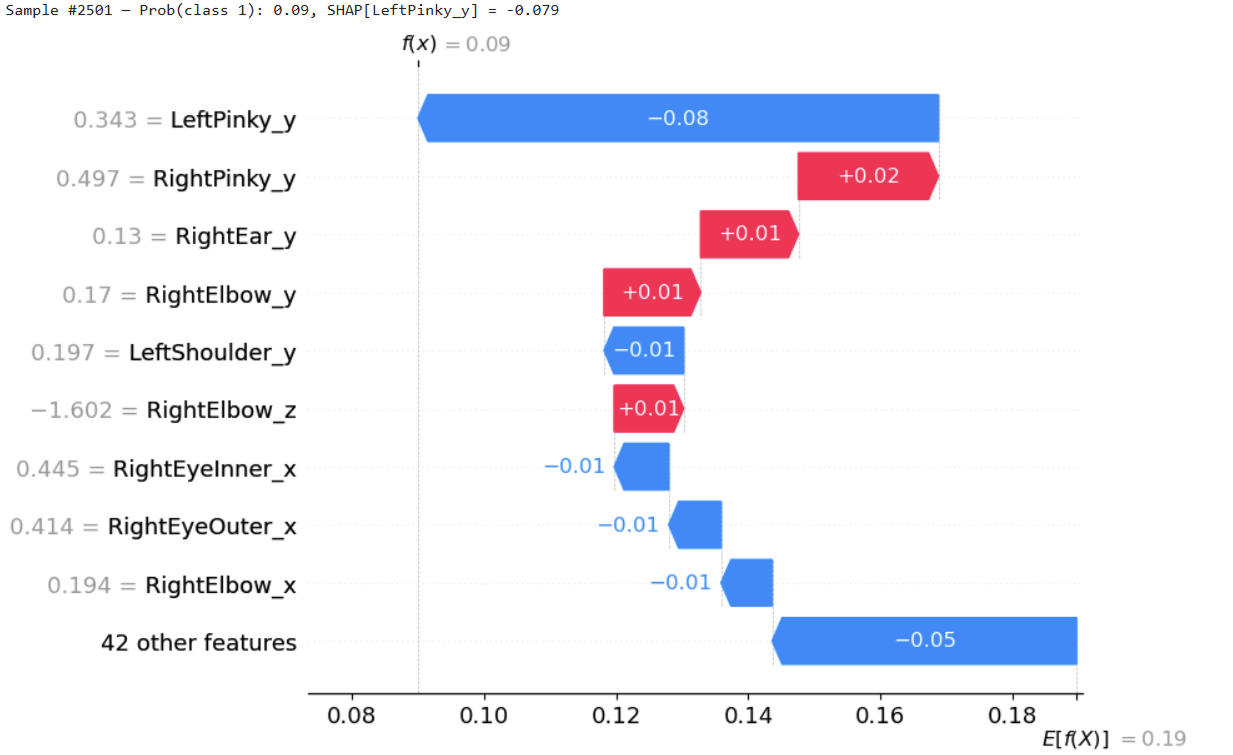 Sample #2501 — Prob(class 1): 0.09, SHAP[LeftPinky_y] = -0.079
f(x) = 0.09
0.343 = LeftPinky_y −0.08
0.497 = RightPinky_y +0.02
0.13 = RightEar_y +0.01
0.17 = RightElbow_y +0.01
0.197 = LeftShoulder_y −0.01
−1.602 = RightElbow_z +0.01
0.445 = RightEyeInner_x −0.01
0.414 = RightEyeOuter_x −0.01
0.194 = RightElbow_x −0.01
42 other features −0.05
0.08 0.10 0.12 0.14 0.16 0.18
E[f(X)] = 0.19